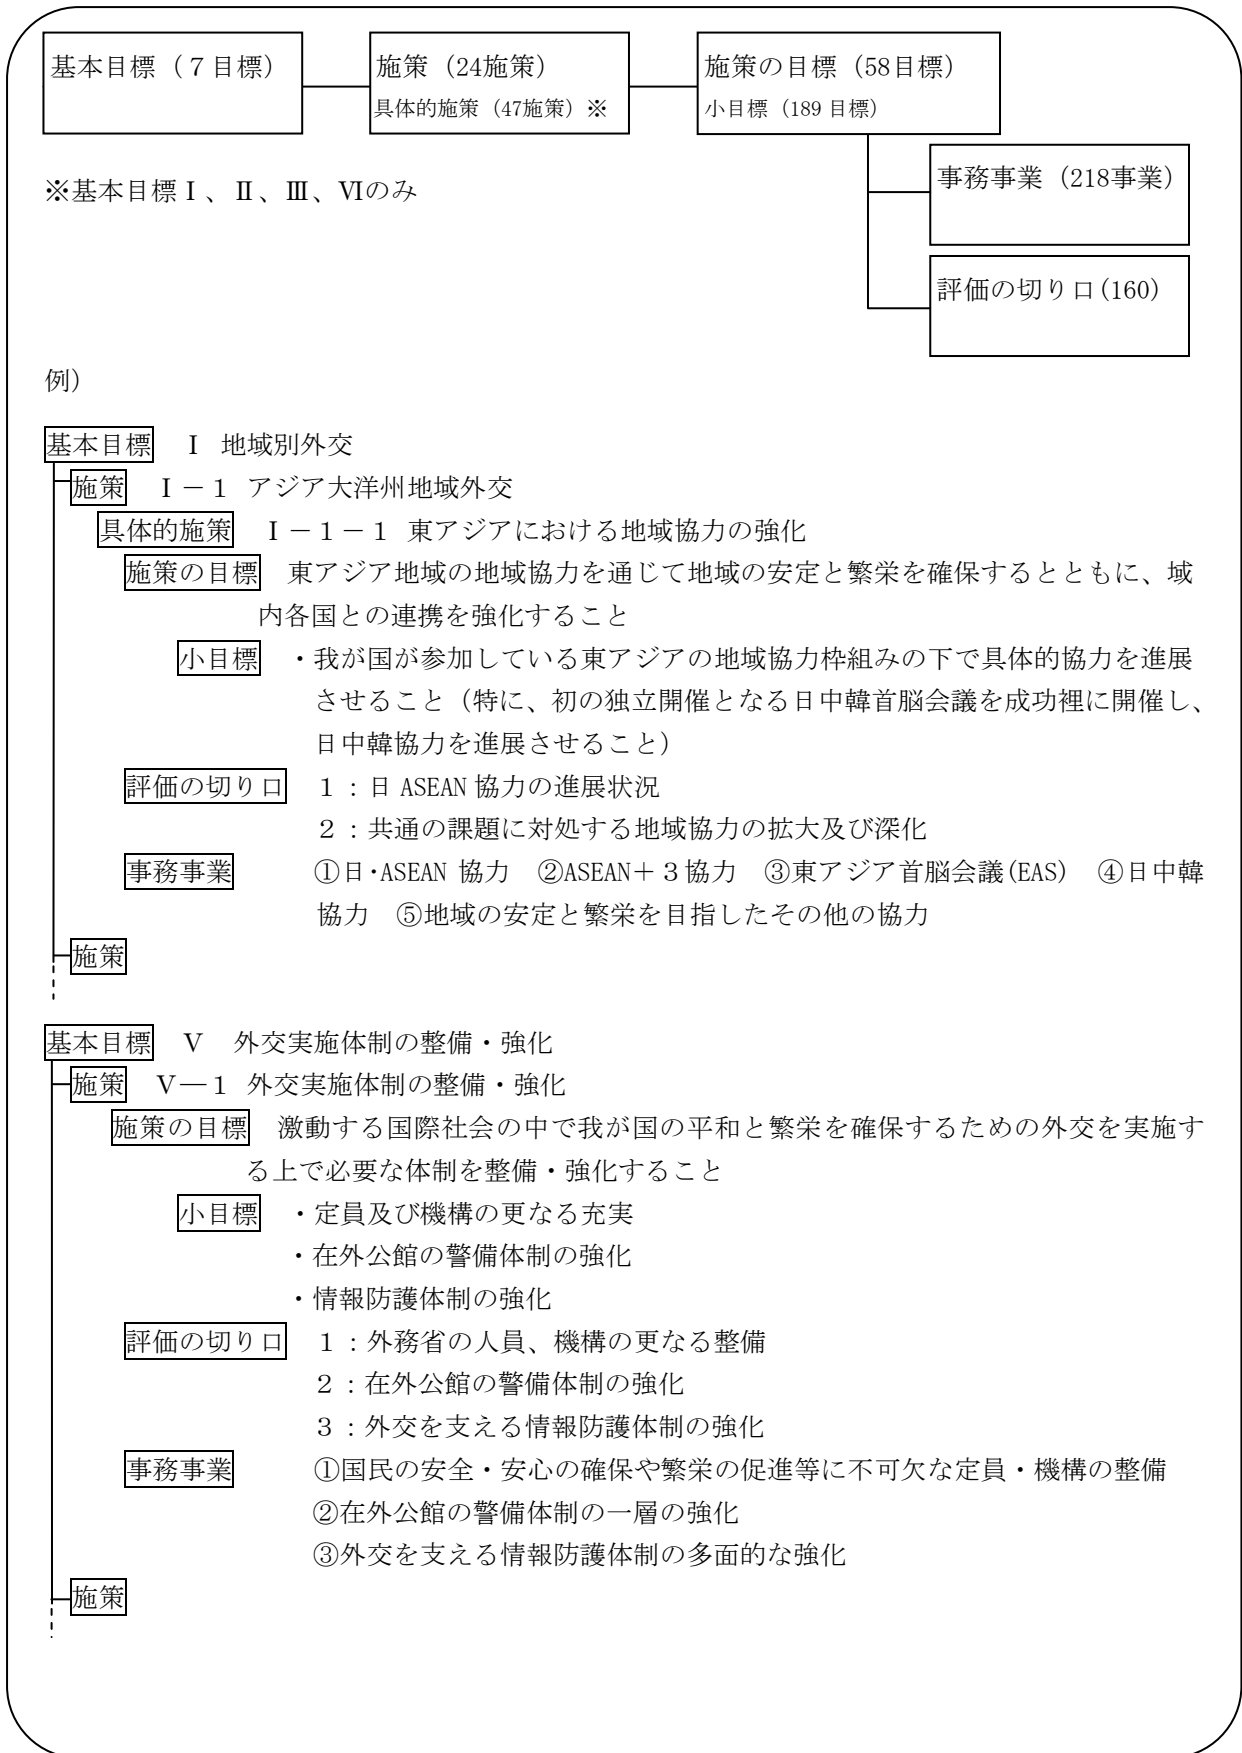 基本目標（７目標）
施策（24施策）
具体的施策（47施策）※
施策の目標（58目標）
小目標（189 目標）
事務事業（218事業）
※基本目標Ⅰ、Ⅱ、Ⅲ、Ⅵのみ
評価の切り口(160)
例）
基本目標　Ⅰ 地域別外交
施策　Ⅰ－１ アジア大洋州地域外交
具体的施策　Ⅰ－１－１ 東アジアにおける地域協力の強化
施策の目標　東アジア地域の地域協力を通じて地域の安定と繁栄を確保するとともに、域
内各国との連携を強化すること
小目標　・我が国が参加している東アジアの地域協力枠組みの下で具体的協力を進展
させること（特に、初の独立開催となる日中韓首脳会議を成功裡に開催し、
日中韓協力を進展させること）
評価の切り口　１：日 ASEAN 協力の進展状況
２：共通の課題に対処する地域協力の拡大及び深化
事務事業　①日・ASEAN 協力　②ASEAN＋３協力　③東アジア首脳会議(EAS)　④日中韓
協力　⑤地域の安定と繁栄を目指したその他の協力
施策
基本目標　Ⅴ　外交実施体制の整備・強化
施策　Ⅴ―１ 外交実施体制の整備・強化
施策の目標　激動する国際社会の中で我が国の平和と繁栄を確保するための外交を実施す
る上で必要な体制を整備・強化すること
小目標　・定員及び機構の更なる充実
・在外公館の警備体制の強化
・情報防護体制の強化
評価の切り口　１：外務省の人員、機構の更なる整備
２：在外公館の警備体制の強化
３：外交を支える情報防護体制の強化
事務事業　①国民の安全・安心の確保や繁栄の促進等に不可欠な定員・機構の整備
②在外公館の警備体制の一層の強化
③外交を支える情報防護体制の多面的な強化
施策